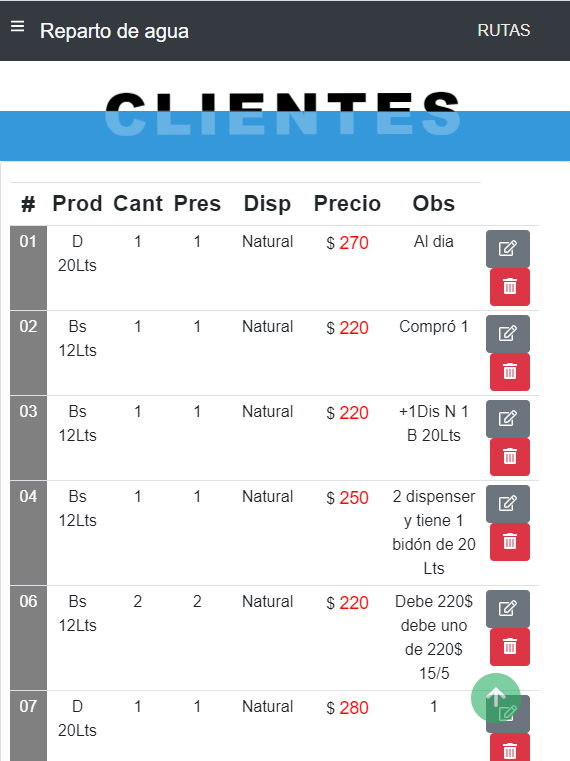 Reparto de agua RUTAS
CLIENTES
# Prod Cant Pres Disp Precio Obs
01 D 1 1 Natural $ 270 Al dia
20Lts
02 Bs 1 1 Natural $ 220 Compró 1
12Lts
03 Bs 1 1 Natural $ 220 +1Dis N 1
12Lts B 20Lts
04 Bs 1 1 Natural $ 250 2 dispenser
12Lts y tiene 1
bidón de 20
Lts
06 Bs 2 2 Natural $ 220 Debe 220$
12Lts debe uno
de 220$
15/5
07 D 1 1 Natural $ 280 1
20Lts